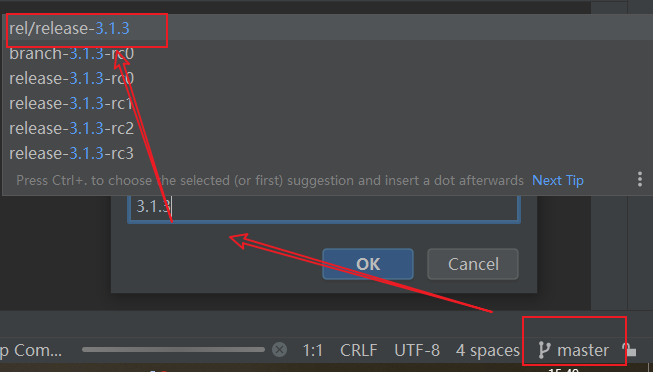 rel/release-3.1.3
branch-3.1.3-rc0
release-3.1.3-rc0
release-3.1.3-rc1
release-3.1.3-rc2
release-3.1.3-rc3
Press Ctrl+. to choose the selected (or first) suggestion and insert a dot afterwards Next Tip
3.1.3
OK Cancel
p Com... 1:1 CRLF UTF-8 4 spaces master